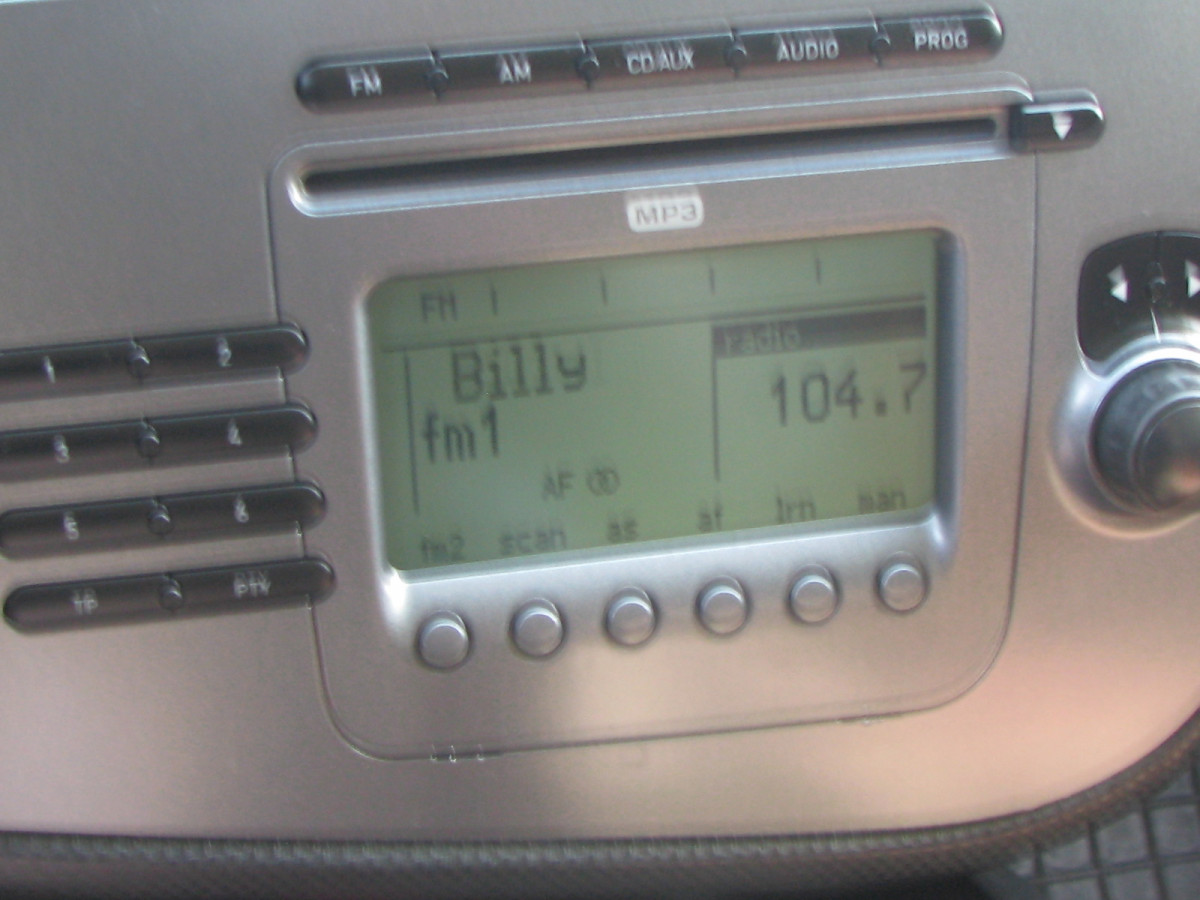 FM AM CD/AUX AUDIO PROG
MP3
FM
radio
Billy
104.7
fm1
AF
fm2 scan as af lrn man
1 2
3 4
5 6
TP PTY